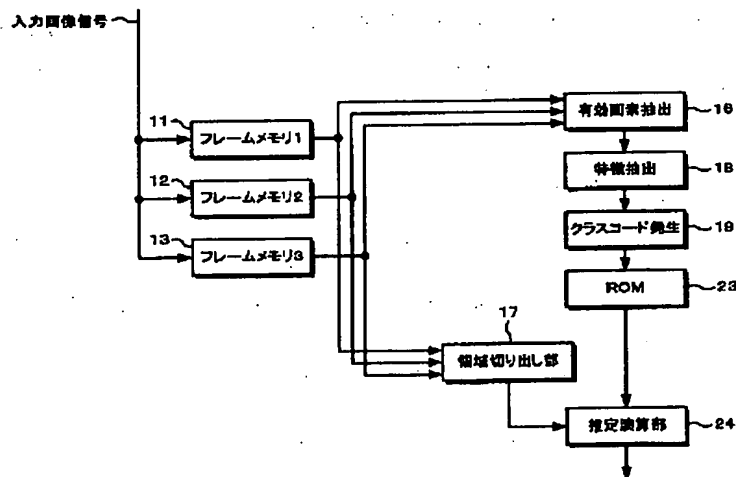 入力画像信号
11
フレームメモリ1
12
フレームメモリ2
13
フレームメモリ3
有効画素抽出
16
特徴抽出
18
クラスコード発生
19
ROM
23
17
領域切り出し部
推定演算部
24